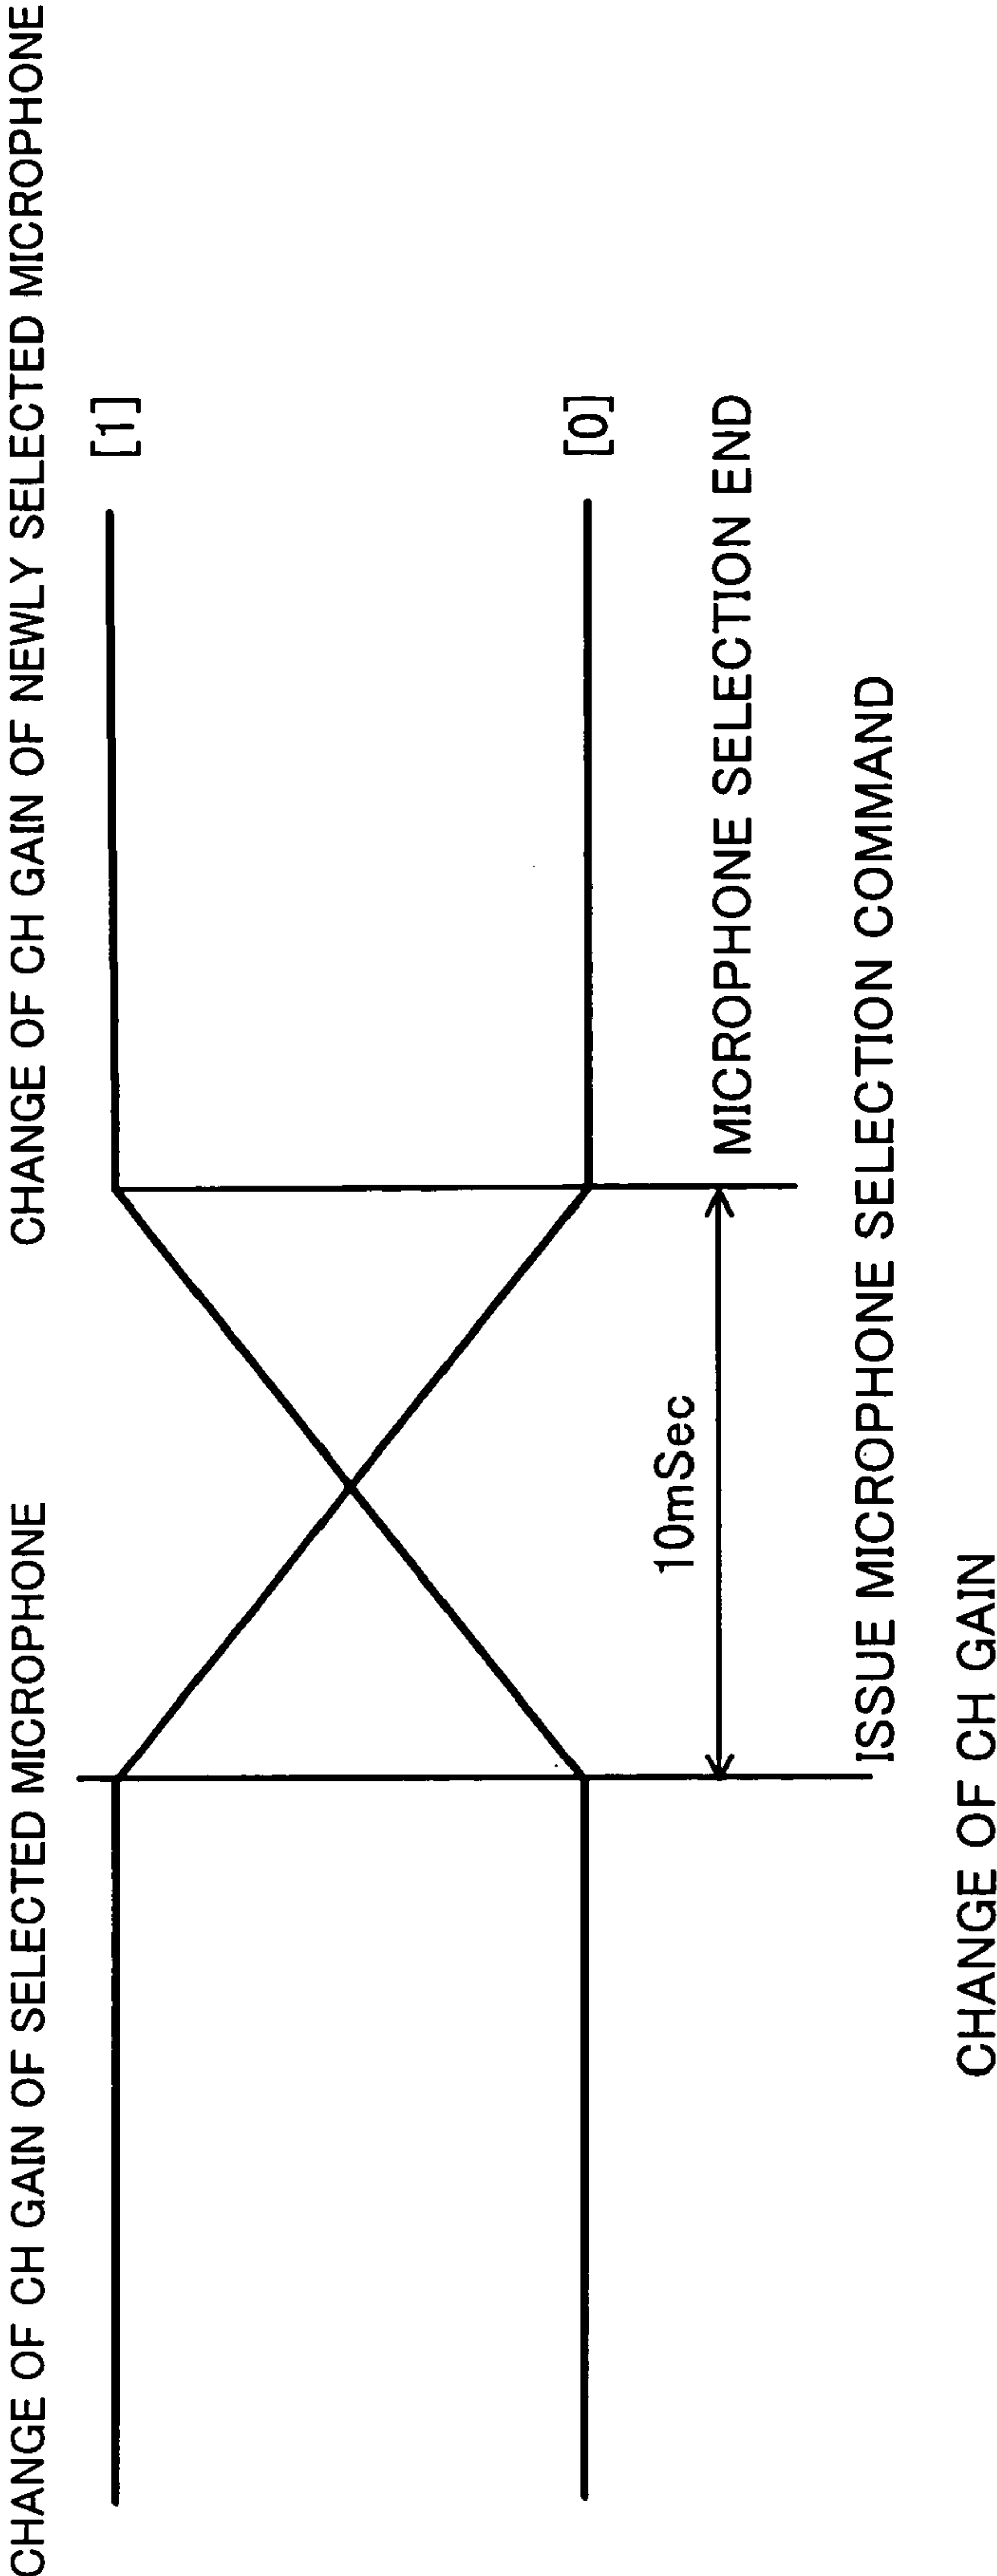 CHANGE OF CH GAIN OF SELECTED MICROPHONE
CHANGE OF CH GAIN OF NEWLY SELECTED MICROPHONE
[1]
[0]
10mSec
MICROPHONE SELECTION END
ISSUE MICROPHONE SELECTION COMMAND
CHANGE OF CH GAIN